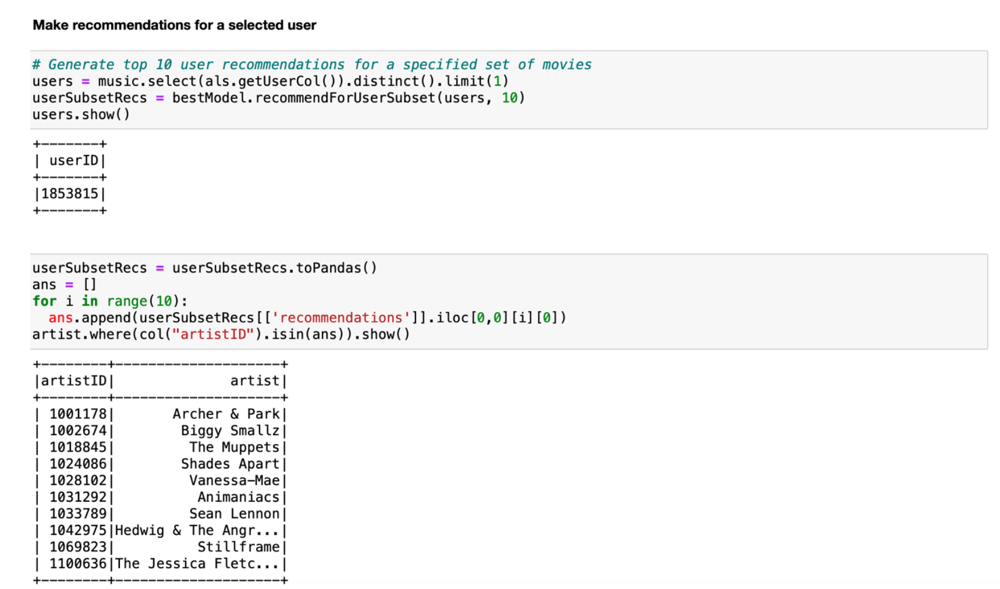 Make recommendations for a selected user
# Generate top 10 user recommendations for a specified set of movies
users = music.select(als.getUserCol()).distinct().limit(1)
userSubsetRecs = bestModel.recommendForUserSubset(users, 10)
users.show()
+-------+
| userID|
+-------+
|1853815|
+-------+
userSubsetRecs = userSubsetRecs.toPandas()
ans = []
for i in range(10):
  ans.append(userSubsetRecs[['recommendations']].iloc[0,0][i][0])
artist.where(col("artistID").isin(ans)).show()
+--------+--------------------+
|artistID|              artist|
+--------+--------------------+
| 1001178|       Archer & Park|
| 1002674|        Biggy Smallz|
| 1018845|         The Muppets|
| 1024086|        Shades Apart|
| 1028102|         Vanessa-Mae|
| 1031292|          Animaniacs|
| 1033789|         Sean Lennon|
| 1042975|Hedwig & The Angr...|
| 1069823|          Stillframe|
| 1100636|The Jessica Fletc...|
+--------+--------------------+